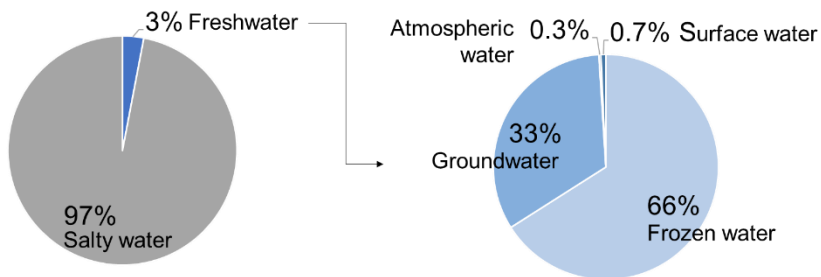 3% Freshwater
97%
Salty water
Atmospheric 0.3%
water
0.7% Surface water
33%
Groundwater
66%
Frozen water